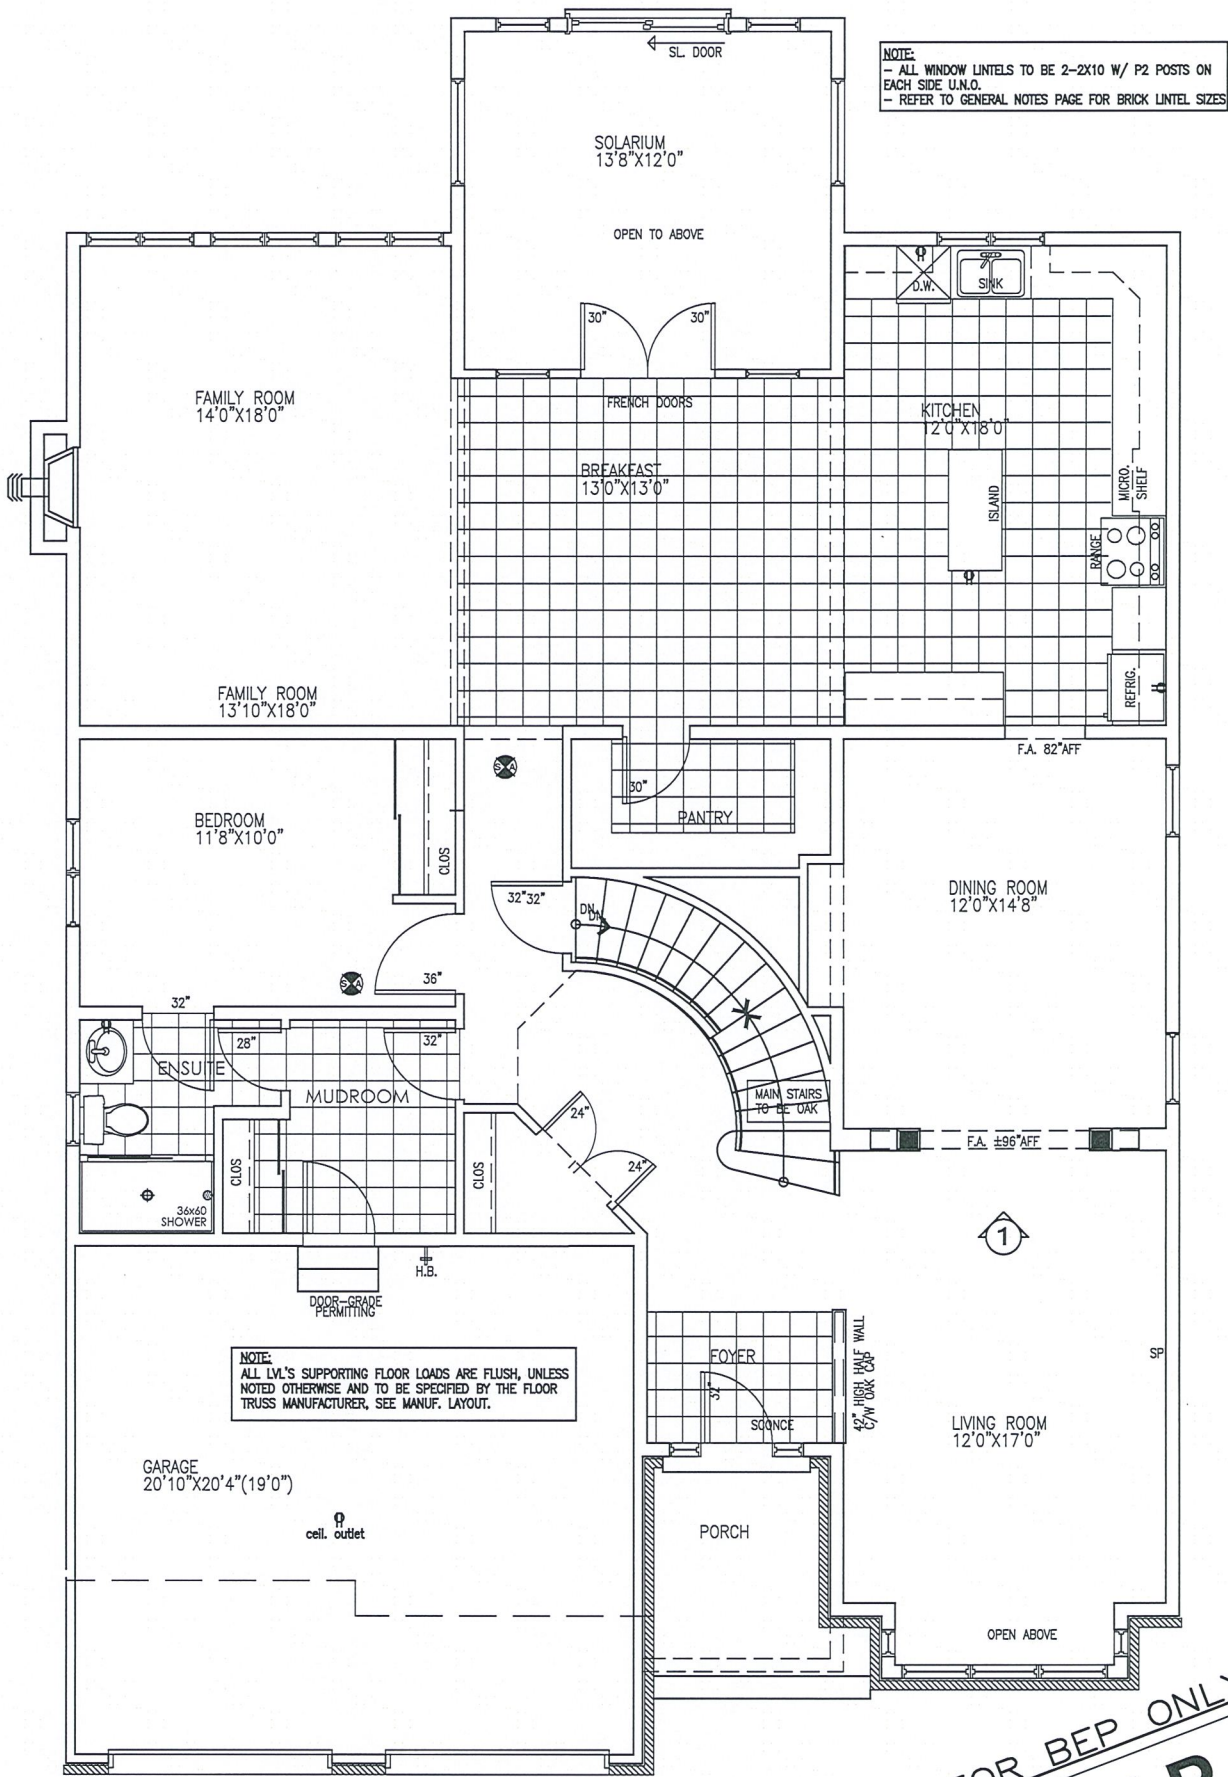 SL. DOOR
NOTE:
- ALL WINDOW LINTELS TO BE 2-2X10 W/ P2 POSTS ON
EACH SIDE U.N.O.
- REFER TO GENERAL NOTES PAGE FOR BRICK LINTEL SIZES
SOLARIUM
13'8"X12'0"
OPEN TO ABOVE
D.W.
SINK
30"
30"
FRENCH DOORS
FAMILY ROOM
14'0"X18'0"
KITCHEN
12'0"X18'0"
BREAKFAST
13'0"X13'0"
ISLAND
MICRO.
SHELF
RANGE
REFRIG.
FAMILY ROOM
13'10"X18'0"
F.A. 82"AFF
S A
30"
PANTRY
BEDROOM
11'8"X10'0"
CLOS
32"
32"
DN
DN
DINING ROOM
12'0"X14'8"
S A
36"
32"
28"
32"
ENSUITE
MUDROOM
MAIN STAIRS
TO BE OAK
24"
24"
F.A. ±96"AFF
CLOS
CLOS
36x60
SHOWER
1
H.B.
DOOR-GRADE
PERMITTING
NOTE:
ALL LVL'S SUPPORTING FLOOR LOADS ARE FLUSH, UNLESS
NOTED OTHERWISE AND TO BE SPECIFIED BY THE FLOOR
TRUSS MANUFACTURER, SEE MANUF. LAYOUT.
FOYER
32"
SCONCE
42" HIGH HALF WALL
C/W OAK CAP
SP
LIVING ROOM
12'0"X17'0"
GARAGE
20'10"X20'4"(19'0")
ceil. outlet
PORCH
OPEN ABOVE
FOR BEP ONLY